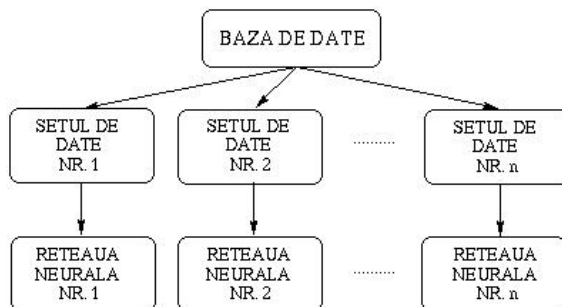 BAZA DE DATE
SETUL DE
DATE
NR. 1
SETUL DE
DATE
NR. 2
..........
SETUL DE
DATE
NR. n
RETEAUA
NEURALA
NR. 1
RETEAUA
NEURALA
NR. 2
..........
RETEAUA
NEURALA
NR. n